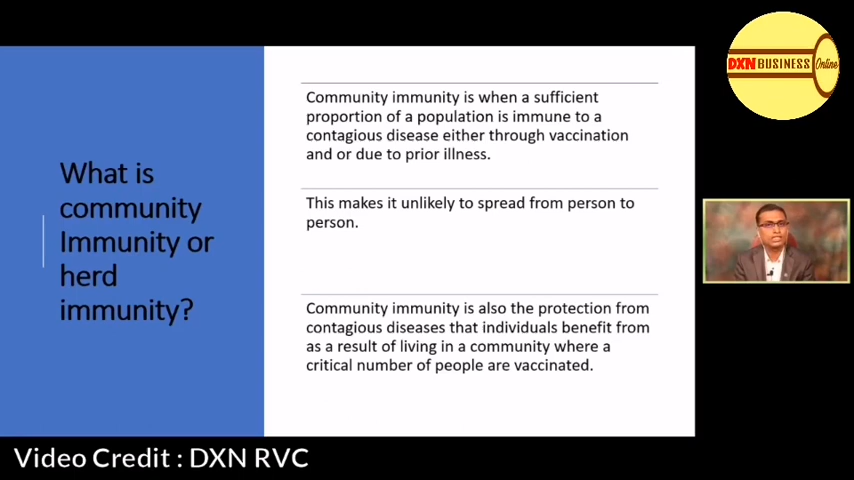 What is
community
Immunity or
herd
immunity?
Community immunity is when a sufficient
proportion of a population is immune to a
contagious disease either through vaccination
and or due to prior illness.
This makes it unlikely to spread from person to
person.
Community immunity is also the protection from
contagious diseases that individuals benefit from
as a result of living in a community where a
critical number of people are vaccinated.
DXN BUSINESS Online
Video Credit : DXN RVC